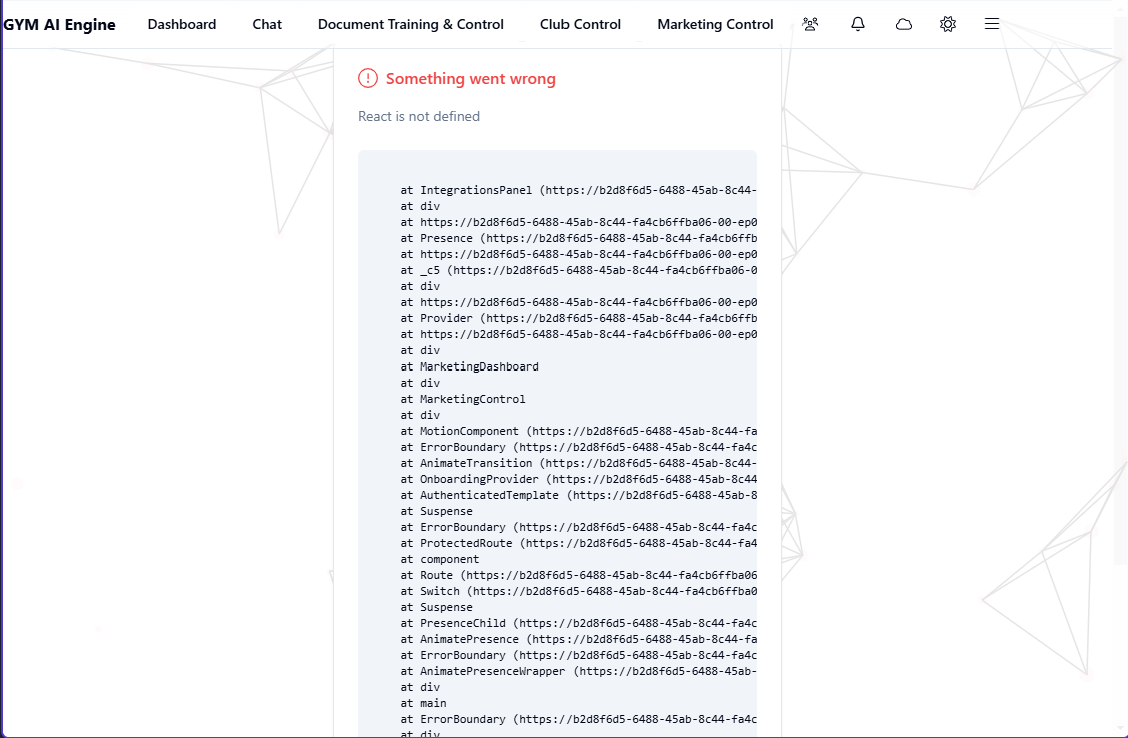 GYM AI Engine Dashboard Chat Document Training & Control Club Control Marketing Control
Something went wrong
React is not defined
at IntegrationsPanel (https://b2d8f6d5-6488-45ab-8c44-
at div
at https://b2d8f6d5-6488-45ab-8c44-fa4cb6ffba06-00-ep0
at Presence (https://b2d8f6d5-6488-45ab-8c44-fa4cb6ffb
at https://b2d8f6d5-6488-45ab-8c44-fa4cb6ffba06-00-ep0
at _c5 (https://b2d8f6d5-6488-45ab-8c44-fa4cb6ffba06-0
at div
at https://b2d8f6d5-6488-45ab-8c44-fa4cb6ffba06-00-ep0
at Provider (https://b2d8f6d5-6488-45ab-8c44-fa4cb6ffb
at https://b2d8f6d5-6488-45ab-8c44-fa4cb6ffba06-00-ep0
at div
at MarketingDashboard
at div
at MarketingControl
at div
at MotionComponent (https://b2d8f6d5-6488-45ab-8c44-fa
at ErrorBoundary (https://b2d8f6d5-6488-45ab-8c44-fa4c
at AnimateTransition (https://b2d8f6d5-6488-45ab-8c44-
at OnboardingProvider (https://b2d8f6d5-6488-45ab-8c44
at AuthenticatedTemplate (https://b2d8f6d5-6488-45ab-8
at Suspense
at ErrorBoundary (https://b2d8f6d5-6488-45ab-8c44-fa4c
at ProtectedRoute (https://b2d8f6d5-6488-45ab-8c44-fa4
at component
at Route (https://b2d8f6d5-6488-45ab-8c44-fa4cb6ffba06
at Switch (https://b2d8f6d5-6488-45ab-8c44-fa4cb6ffba0
at Suspense
at PresenceChild (https://b2d8f6d5-6488-45ab-8c44-fa4c
at AnimatePresence (https://b2d8f6d5-6488-45ab-8c44-fa
at ErrorBoundary (https://b2d8f6d5-6488-45ab-8c44-fa4c
at AnimatePresenceWrapper (https://b2d8f6d5-6488-45ab-
at div
at main
at ErrorBoundary (https://b2d8f6d5-6488-45ab-8c44-fa4c
at div